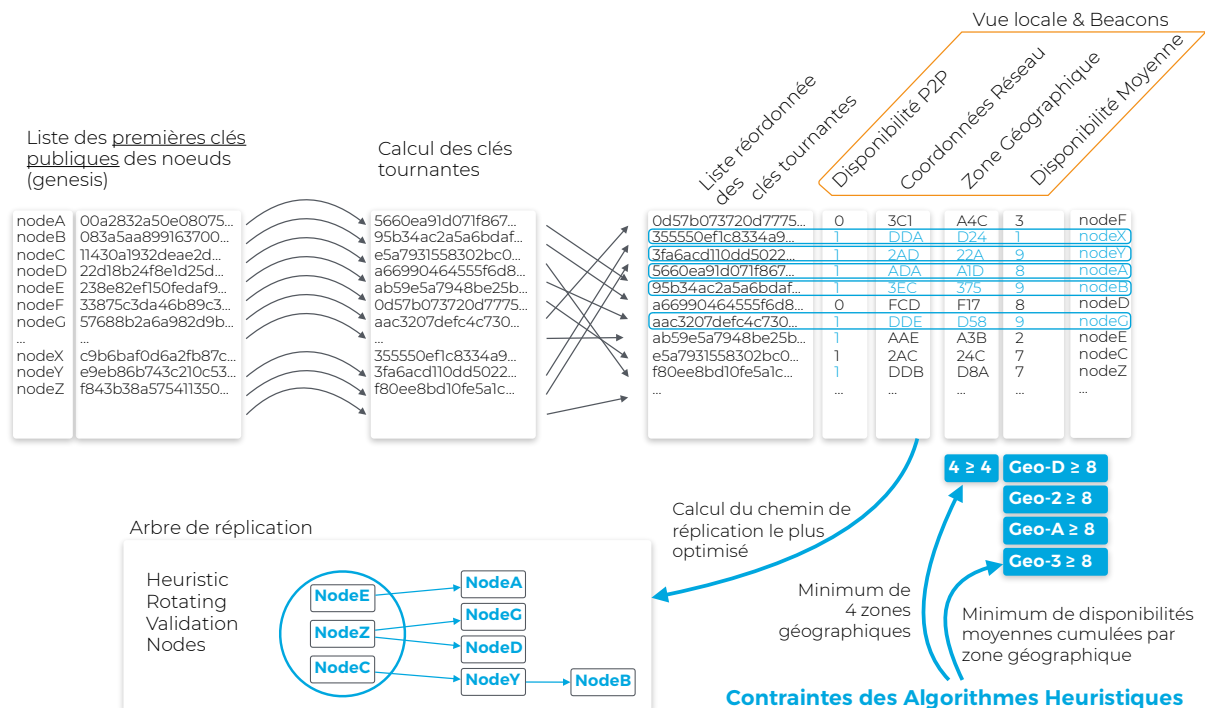 Vue locale & Beacons
Liste réordonnée
des
clés tournantes
Disponibilité P2P
Coordonnées Réseau
Zone Géographique
Disponibilité Moyenne
Liste des premières clés
publiques des noeuds
(genesis)
Calcul des clés
tournantes
nodeA 00a2832a50e08075...
nodeB 083a5aa899163700...
nodeC 11430a1932deae2d...
nodeD 22d18b24f8e1d25d...
nodeE 238e82ef150fedaf9...
nodeF 33875c3da46b89c3...
nodeG 57688b2a6a982d9b...
... ...
nodeX c9b6baf0d6a2fb87c...
nodeY e9eb86b743c210c53...
nodeZ f843b38a575411350...
5660ea91d071f867...
95b34ac2a5a6bdaf...
e5a7931558302bc0...
a66990464555f6d8...
ab59e5a7948be25b...
0d57b073720d7775...
aac3207defc4c730...
...
355550ef1c8334a9...
3fa6acd110dd5022...
f80ee8bd10fe5a1c...
0d57b073720d7775... 0 3C1 A4C 3 nodeF
355550ef1c8334a9... 1 DDA D24 1 nodeX
3fa6acd110dd5022... 1 2AD 22A 9 nodeY
5660ea91d071f867... 1 ADA A1D 8 nodeA
95b34ac2a5a6bdaf... 1 3EC 375 9 nodeB
a66990464555f6d8... 0 FCD F17 8 nodeD
aac3207defc4c730... 1 DDE D58 9 nodeG
ab59e5a7948be25b... 1 AAE A3B 2 nodeE
e5a7931558302bc0... 1 2AC 24C 7 nodeC
f80ee8bd10fe5a1c... 1 DDB D8A 7 nodeZ
... ... ... ... ... ...
4 ≥ 4 Geo-D ≥ 8
Geo-2 ≥ 8
Geo-A ≥ 8
Geo-3 ≥ 8
Calcul du chemin de
réplication le plus
optimisé
Minimum de
4 zones
géographiques
Minimum de disponibilités
moyennes cumulées par
zone géographique
Contraintes des Algorithmes Heuristiques
Arbre de réplication
Heuristic
Rotating
Validation
Nodes
NodeE
NodeZ
NodeC
NodeA
NodeG
NodeD
NodeY
NodeB